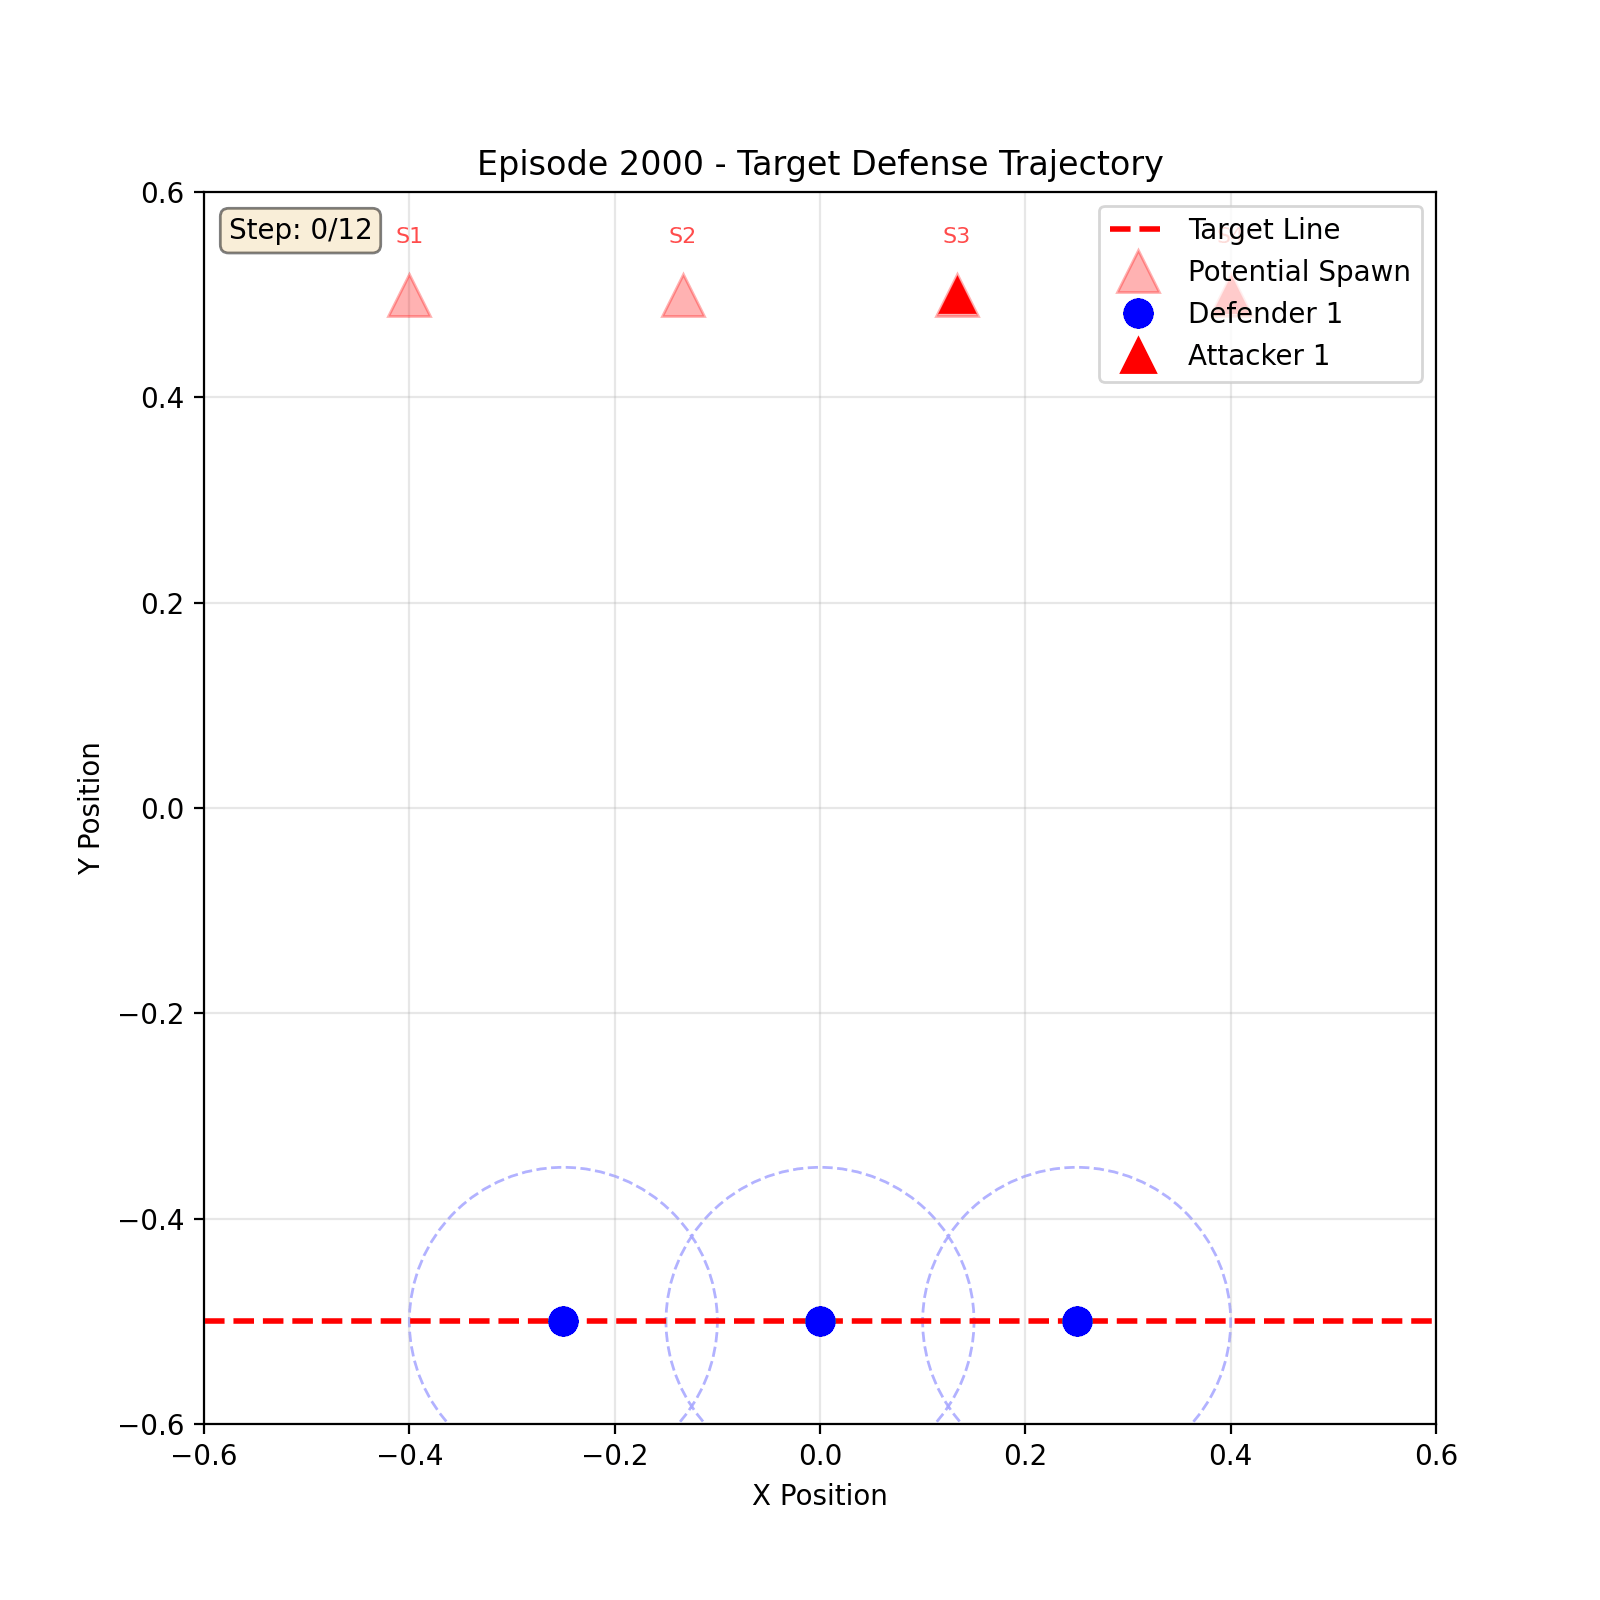 Episode 2000 - Target Defense Trajectory
Step: 0/12
S1
S2
S3
Target Line
Potential Spawn
Defender 1
Attacker 1
0.6
0.4
0.2
0.0
−0.2
−0.4
−0.6
Y Position
−0.6
−0.4
−0.2
0.0
0.2
0.4
0.6
X Position